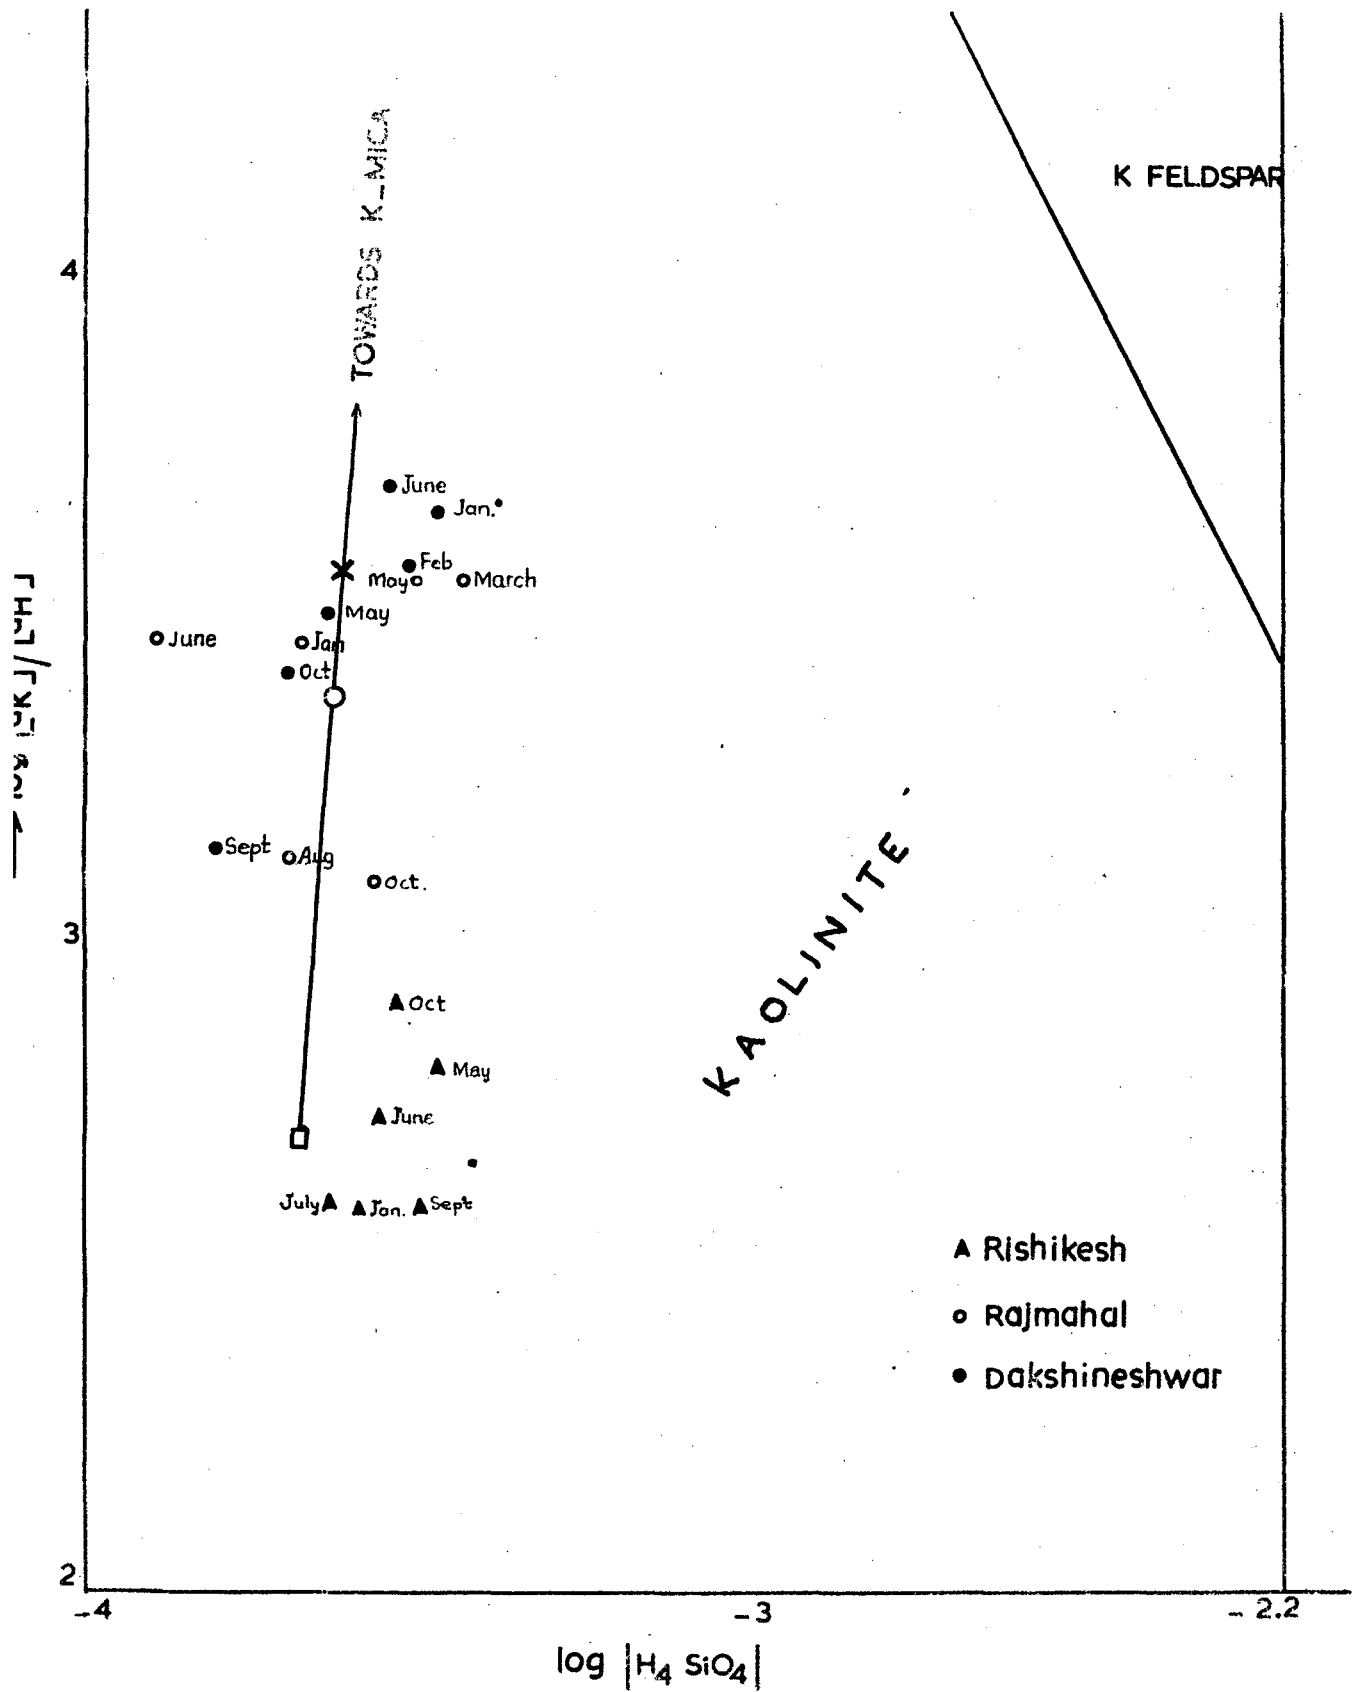 TOWARDS K_MICA
K FELDSPAR
4
June
Jan.
Feb
May
March
May
June
Jan
Oct
Sept
Aug
Oct.
3
KAOLINITE
Oct
May
June
July
Jan.
Sept
Rishikesh
Rajmahal
Dakshineshwar
2
-4
-3
-2.2
log |H4 SiO4|